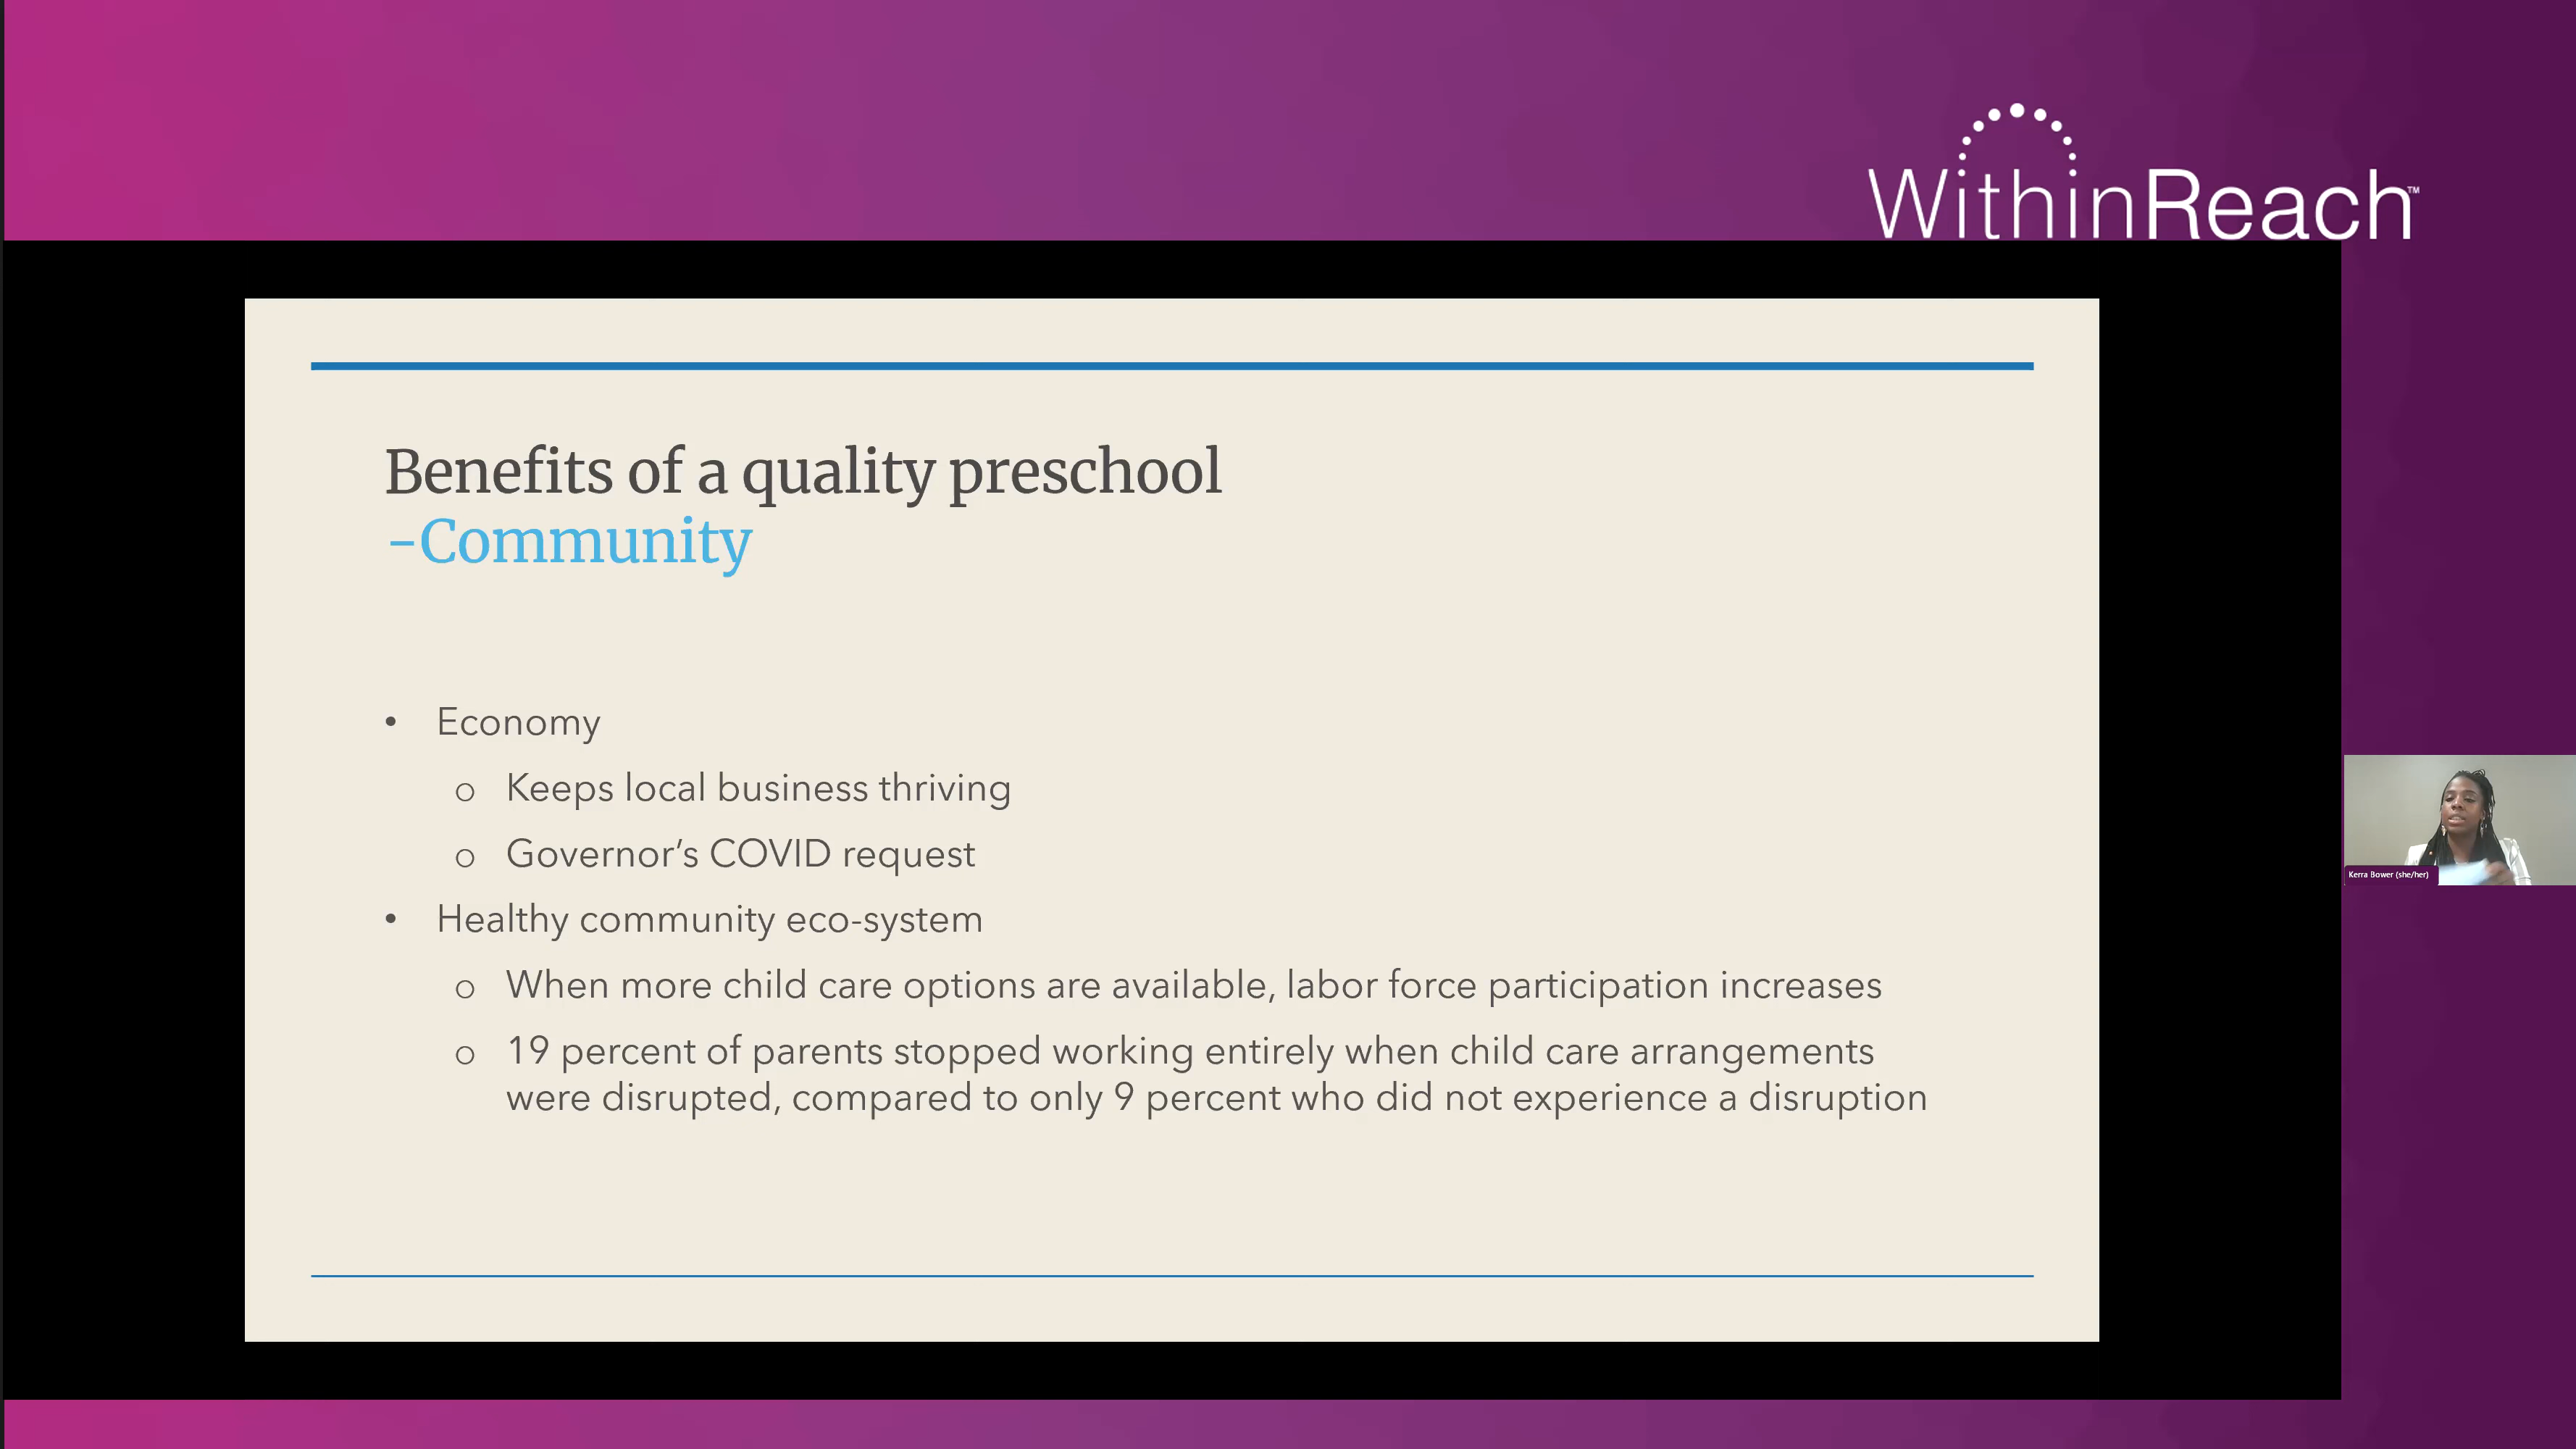 WithinReach™
Benefits of a quality preschool
-Community
• Economy
o Keeps local business thriving
o Governor’s COVID request
• Healthy community eco-system
o When more child care options are available, labor force participation increases
o 19 percent of parents stopped working entirely when child care arrangements
were disrupted, compared to only 9 percent who did not experience a disruption
Kerra Bower (she/her)